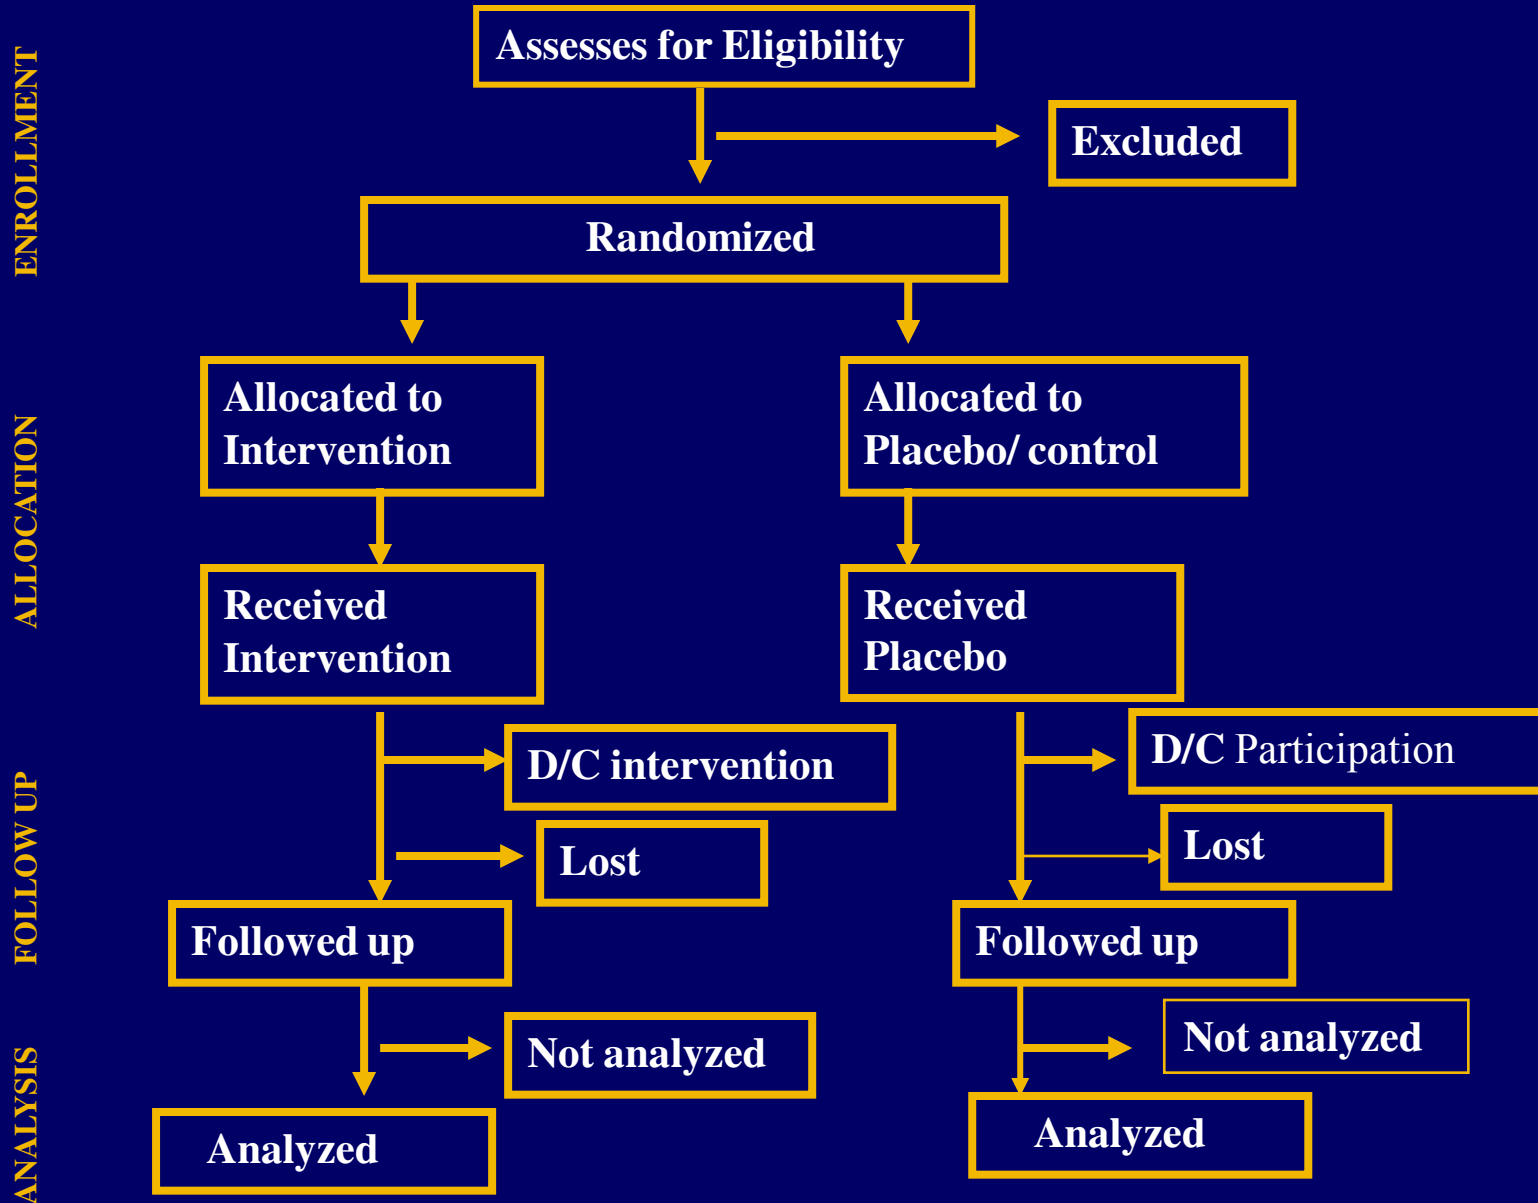 ENROLLMENT
Assesses for Eligibility
Excluded
Randomized
ALLOCATION
Allocated to
Intervention
Allocated to
Placebo/ control
Received
Intervention
Received
Placebo
FOLLOW UP
D/C intervention
D/C Participation
Lost
Lost
Followed up
Followed up
ANALYSIS
Not analyzed
Not analyzed
Analyzed
Analyzed